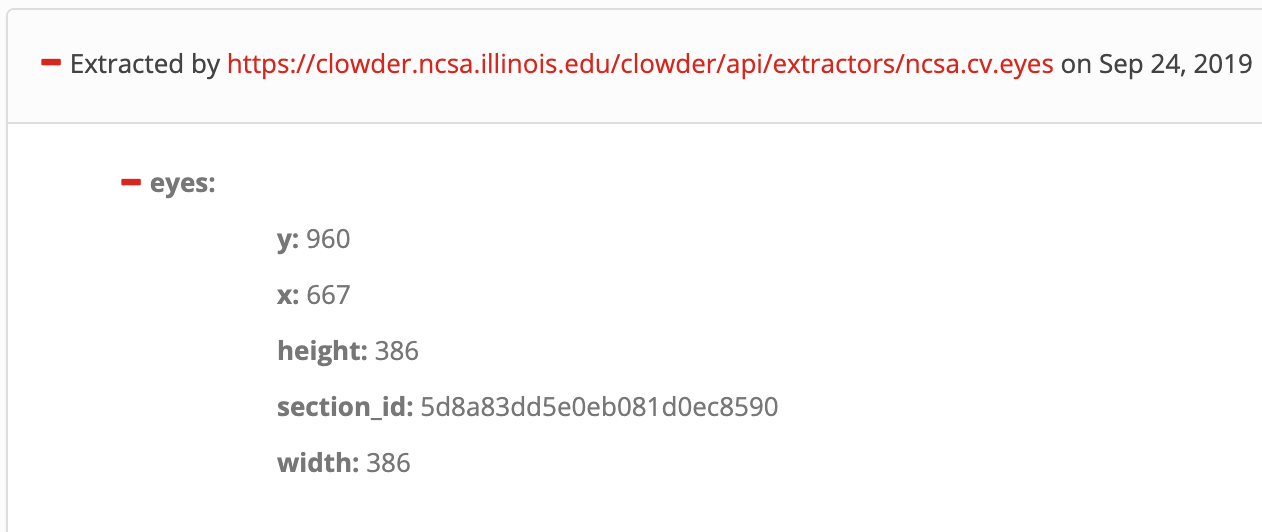 Extracted by https://clowder.ncsa.illinois.edu/clowder/api/extractors/ncsa.cv.eyes on Sep 24, 2019
eyes:
y: 960
x: 667
height: 386
section_id: 5d8a83dd5e0eb081d0ec8590
width: 386